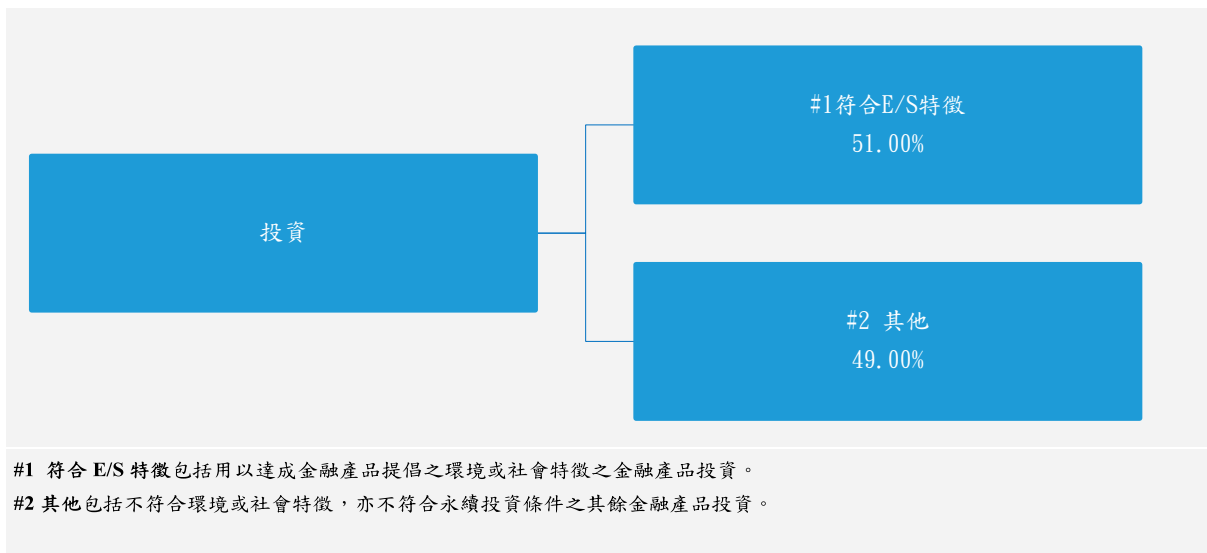 #1符合E/S特徵
51.00%
投資
#2 其他
49.00%
#1 符合 E/S 特徵包括用以達成金融產品提倡之環境或社會特徵之金融產品投資。
#2 其他包括不符合環境或社會特徵，亦不符合永續投資條件之其餘金融產品投資。